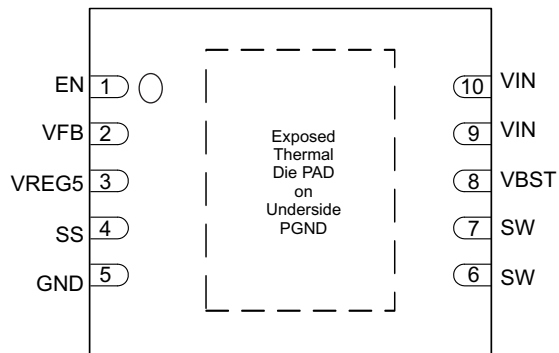 EN 1 10 VIN
VFB 2 9 VIN
VREG5 3 8 VBST
SS 4 7 SW
GND 5 6 SW
Exposed
Thermal
Die PAD
on
Underside
PGND